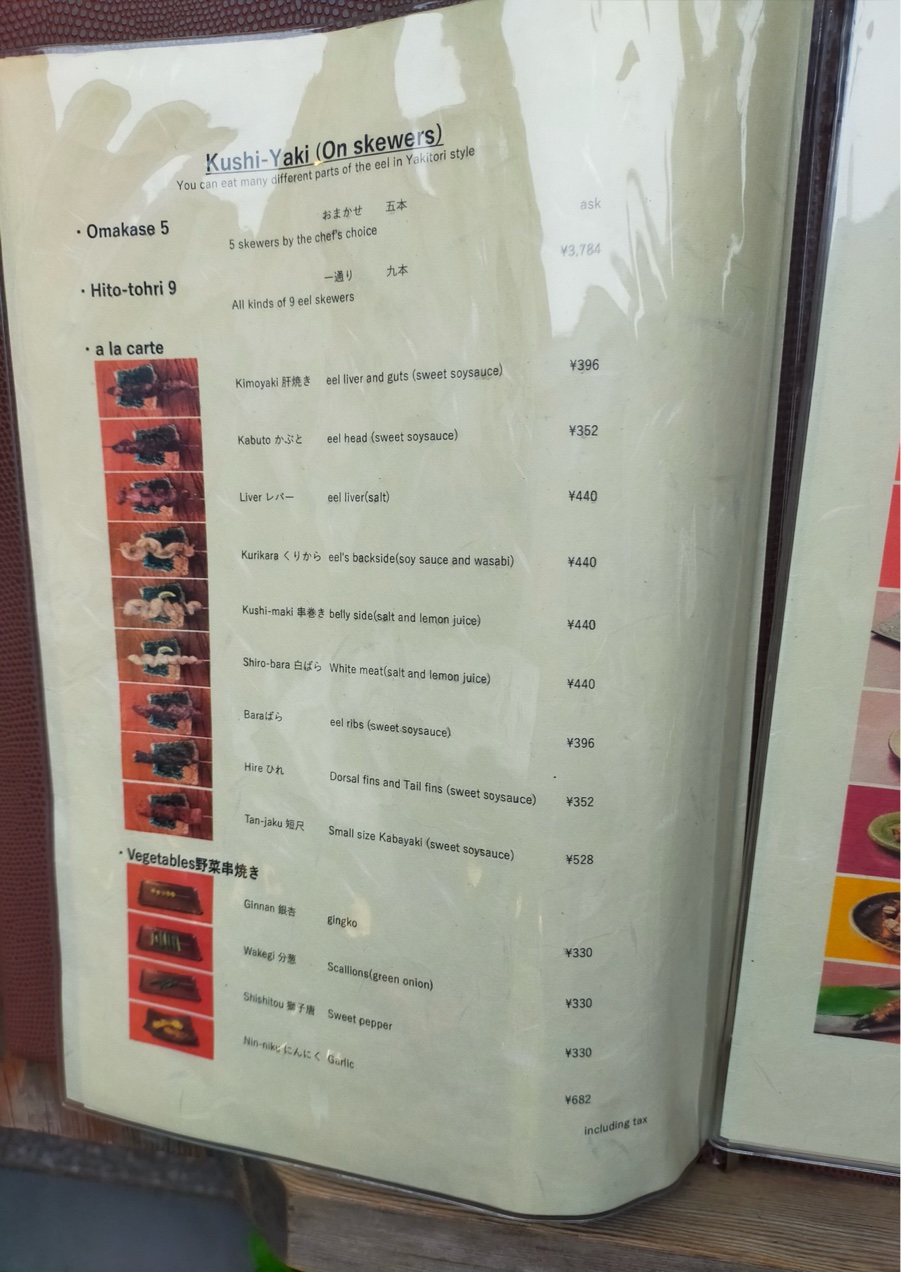 Kushi-Yaki (On skewers)
You can eat many different parts of the eel in Yakitori style
・Omakase 5 おまかせ 五本 ask
5 skewers by the chef's choice
・Hito-tohri 9 一通り 九本 ¥3,784
All kinds of 9 eel skewers
・a la carte
Kimoyaki 肝焼き eel liver and guts (sweet soysauce) ¥396
Kabuto かぶと eel head (sweet soysauce) ¥352
Liver レバー eel liver(salt) ¥440
Kurikara くりから eel's backside(soy sauce and wasabi) ¥440
Kushi-maki 串巻き belly side(salt and lemon juice) ¥440
Shiro-bara 白ばら White meat(salt and lemon juice) ¥440
Baraばら eel ribs (sweet soysauce) ¥396
Hire ひれ Dorsal fins and Tail fins (sweet soysauce) ¥352
Tan-jaku 短尺 Small size Kabayaki (sweet soysauce) ¥528
・Vegetables野菜串焼き
Ginnan 銀杏 gingko ¥330
Wakegi 分葱 Scallions(green onion) ¥330
Shishitou 獅子唐 Sweet pepper ¥330
Nin-niku にんにく Garlic ¥682
including tax